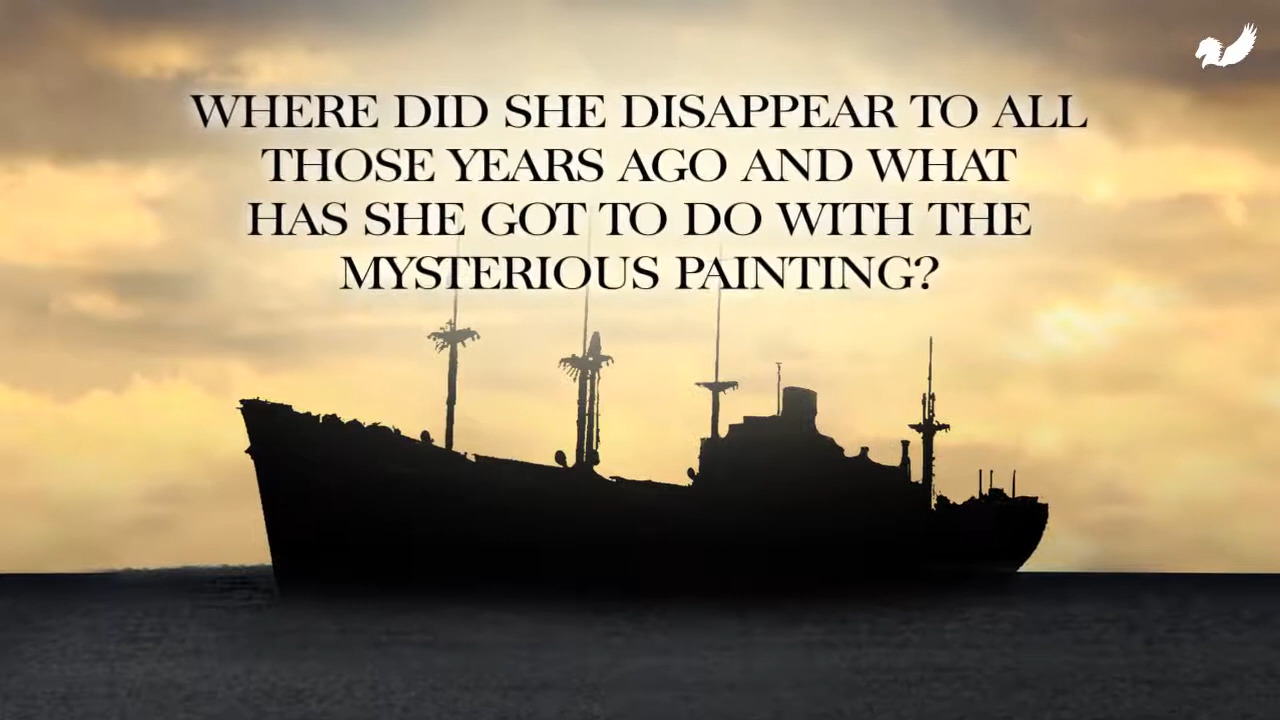 WHERE DID SHE DISAPPEAR TO ALL
THOSE YEARS AGO AND WHAT
HAS SHE GOT TO DO WITH THE
MYSTERIOUS PAINTING?